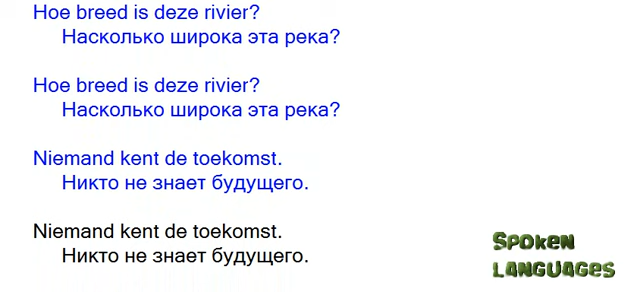 Hoe breed is deze rivier?
Насколько широка эта река?
Hoe breed is deze rivier?
Насколько широка эта река?
Niemand kent de toekomst.
Никто не знает будущего.
Niemand kent de toekomst.
Никто не знает будущего.
Spoken
Languages